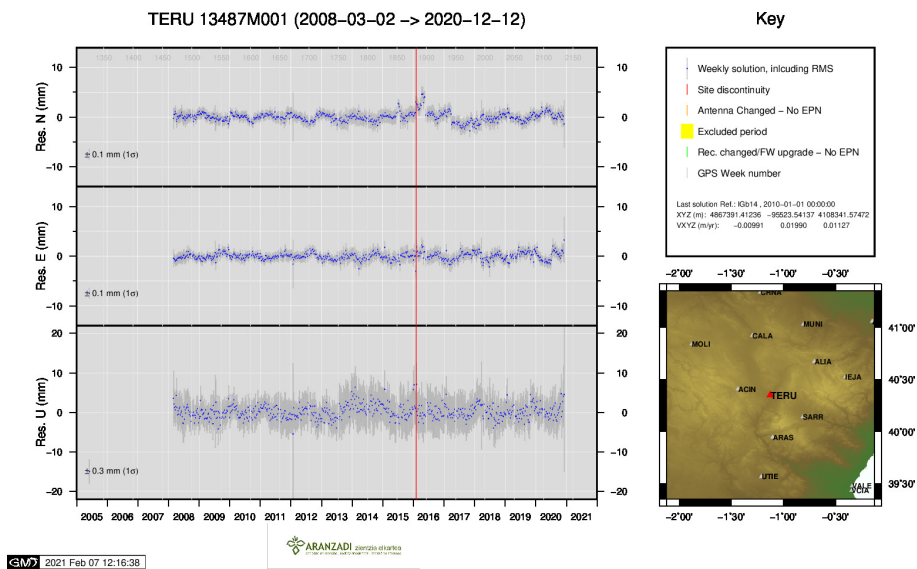 TERU 13487M001 (2008−03−02 −> 2020−12−12)
Key
1350 1400 1450 1500 1550 1600 1650 1700 1750 1800 1850 1900 1950 2000 2050 2100 2150
Res. N (mm)
10
0
−10
10
0
−10
± 0.1 mm (1σ)
Res. E (mm)
10
0
−10
10
0
−10
± 0.1 mm (1σ)
Res. U (mm)
20
10
0
−10
−20
20
10
0
−10
−20
± 0.3 mm (1σ)
2005 2006 2007 2008 2009 2010 2011 2012 2013 2014 2015 2016 2017 2018 2019 2020 2021
Weekly solution, inlcuding RMS
Site discontinuity
Antenna Changed − No EPN
Excluded period
Rec. changed/FW upgrade − No EPN
GPS Week number
Last solution Ref.: IGb14 , 2010−01−01 00:00:00
XYZ (m): 4867391.41236 −95523.54137 4108341.57472
VXYZ (m/yr): −0.00991 0.01990 0.01127
−2˚00' −1˚30' −1˚00' −0˚30'
MUNI
CALA
MOLI
ALIA
IEJA
ACIN
TERU
SARR
ARAS
UTIE
VALE
VCIA
41˚00'
40˚30'
40˚00'
39˚30'
−2˚00' −1˚30' −1˚00' −0˚30'
ARANZADI zientzia elkartea
GMT 2021 Feb 07 12:16:38